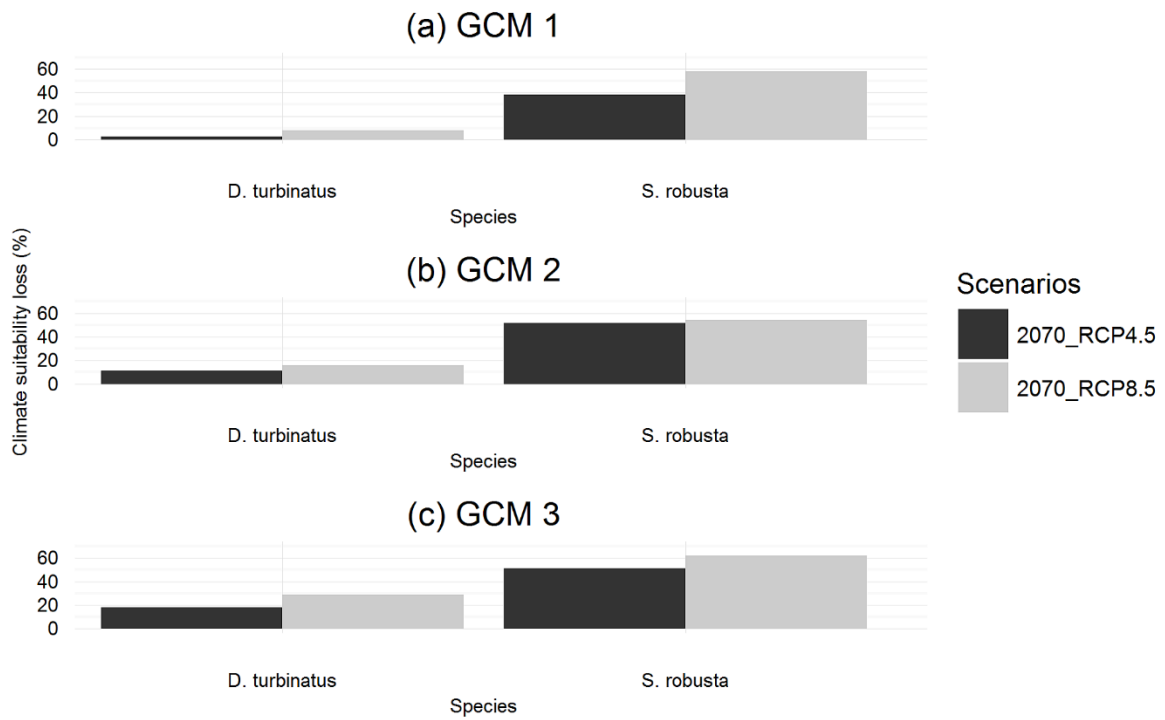 (a) GCM 1
60
40
20
0
D. turbinatus S. robusta
Species
Climate suitability loss (%)
(b) GCM 2
60
40
20
0
D. turbinatus S. robusta
Species
(c) GCM 3
60
40
20
0
D. turbinatus S. robusta
Species
Scenarios
2070_RCP4.5
2070_RCP8.5